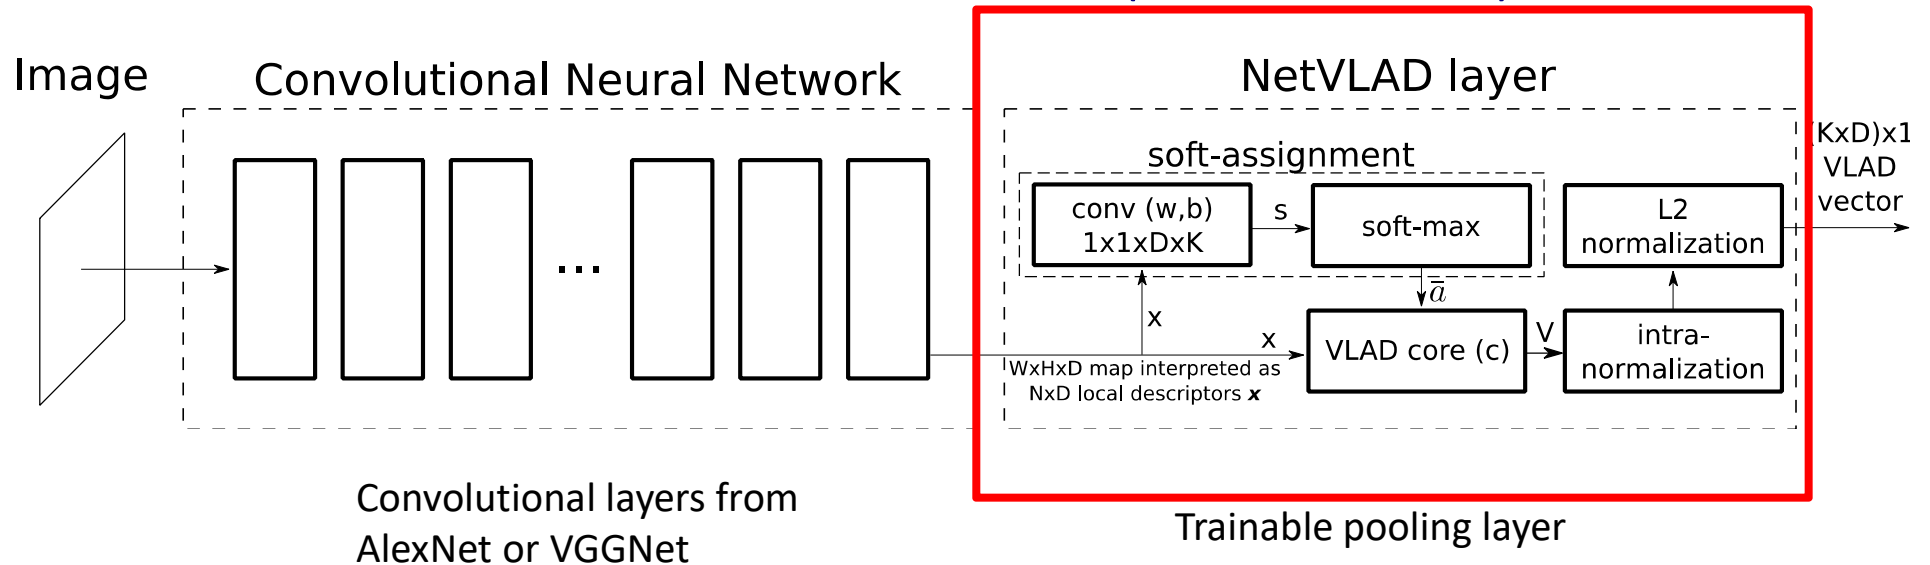 Image
Convolutional Neural Network
NetVLAD layer
soft-assignment
conv (w,b)
1x1x1xDxK
s
soft-max
L2
normalization
(KxD)x1
VLAD
vector
ā
x
x
WxHxD map interpreted as
NxD local descriptors x
VLAD core (c)
V
intra-
normalization
Convolutional layers from
AlexNet or VGGNet
Trainable pooling layer